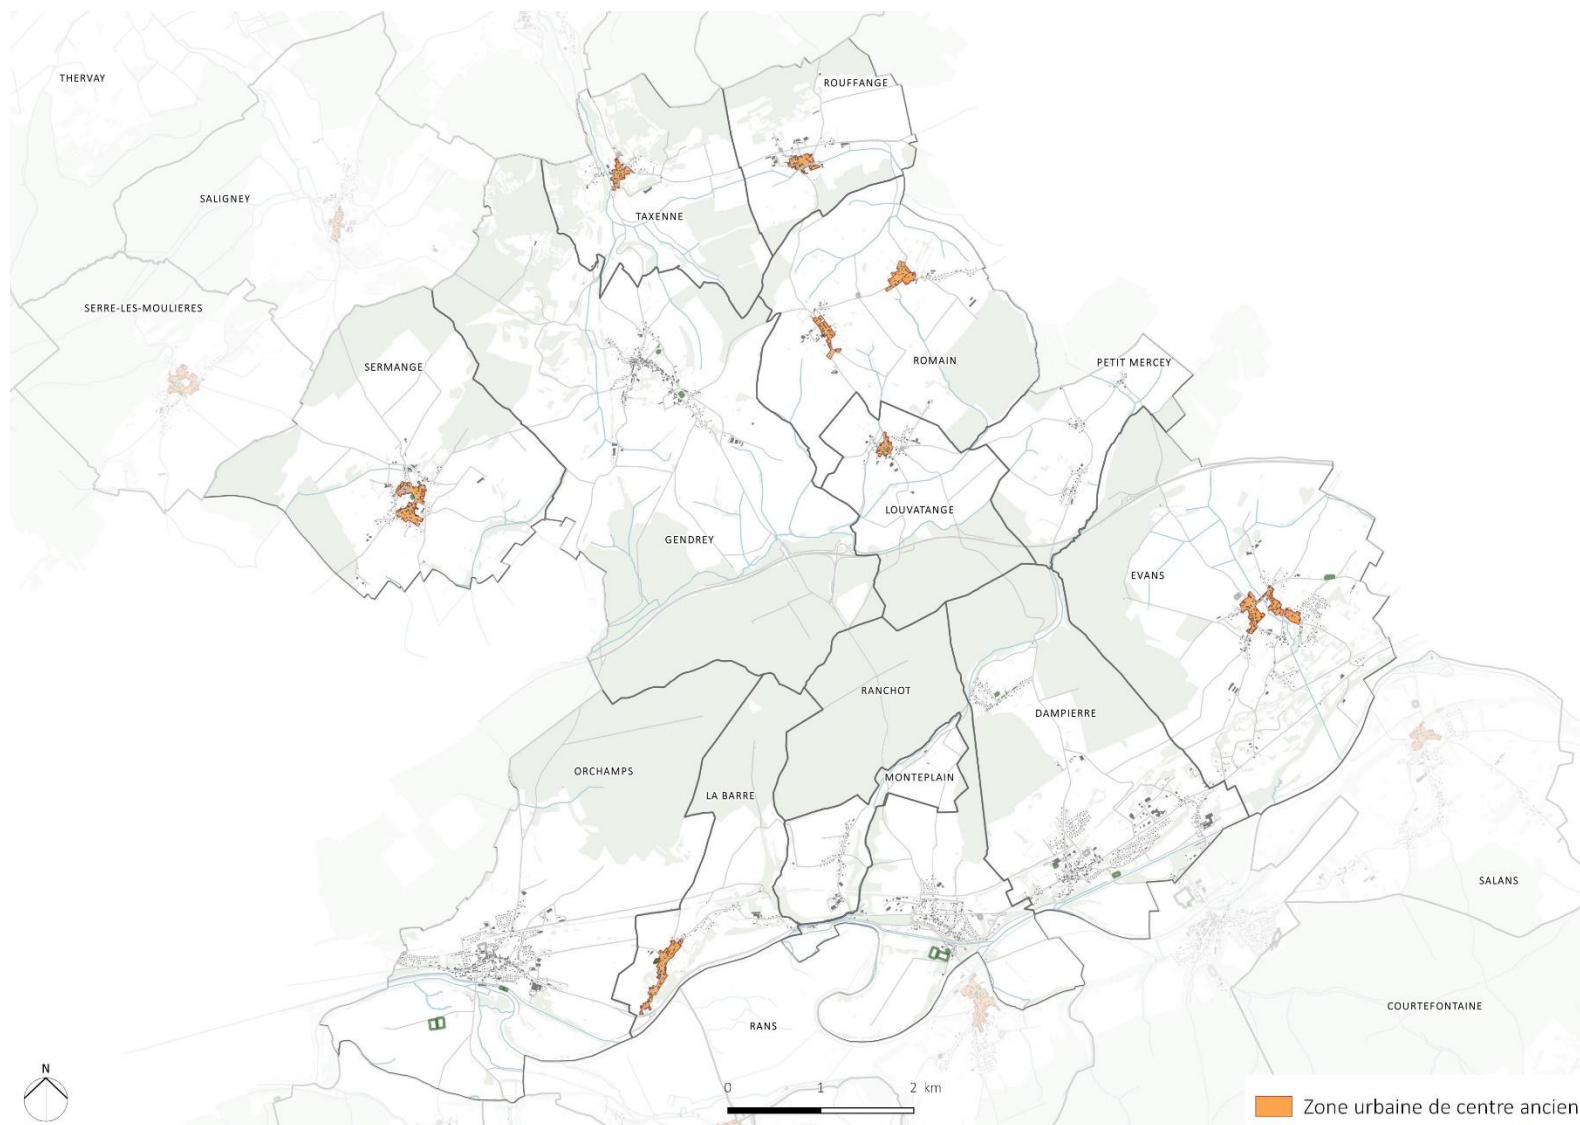 THERVAY
ROUFFANGE
SALIGNEY
TAXENNE
SERRE-LES-MOULIERES
SERMANGE
ROMAIN
PETIT MERCEY
LOUVATANGE
GENDREY
EVANS
RANCHOT
DAMPIERRE
ORCHAMPS
MONTEPLAIN
LA BARRE
SALANS
COURTEFONTAINE
RANS
N
0 1 2 km
Zone urbaine de centre ancien